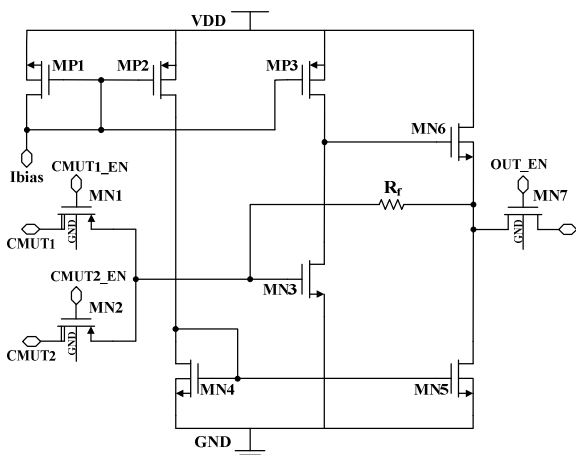 VDD
MP1
MP2
MP3
MN6
Ibias
CMUT1_EN
MN1
GND
CMUT1
OUT_EN
MN7
GND
Rf
CMUT2_EN
MN2
GND
CMUT2
MN3
MN4
MN5
GND